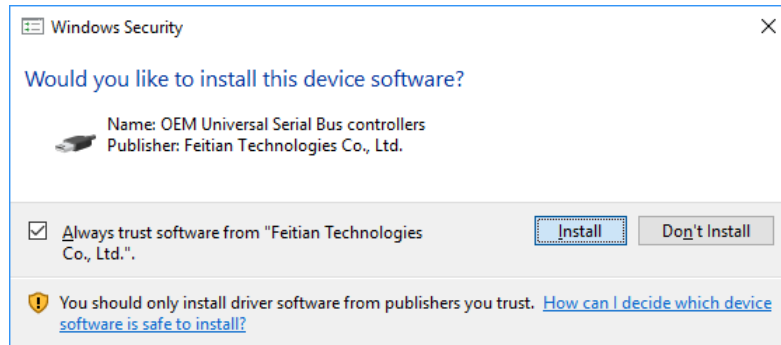 Windows Security
Would you like to install this device software?
Name: OEM Universal Serial Bus controllers
Publisher: Feitian Technologies Co., Ltd.
Always trust software from "Feitian Technologies
Co., Ltd.".
Install
Don't Install
You should only install driver software from publishers you trust. How can I decide which device
software is safe to install?